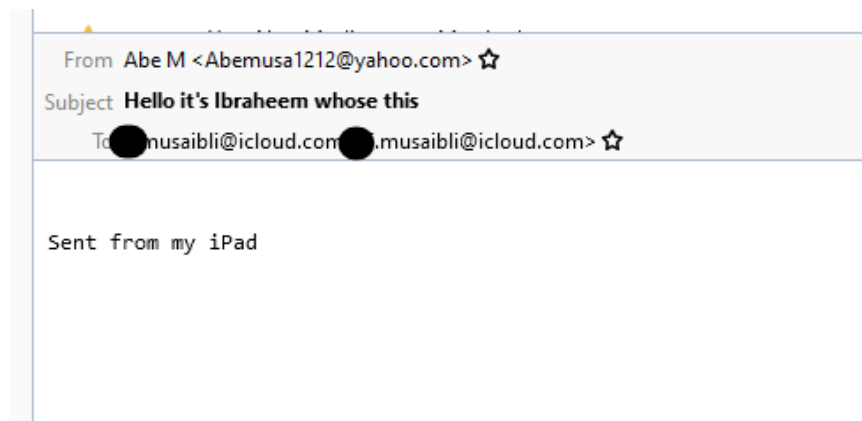 From Abe M <Abemusa1212@yahoo.com>
Subject Hello it's Ibraheem whose this
To musaibli@icloud.com .musaibli@icloud.com>
Sent from my iPad